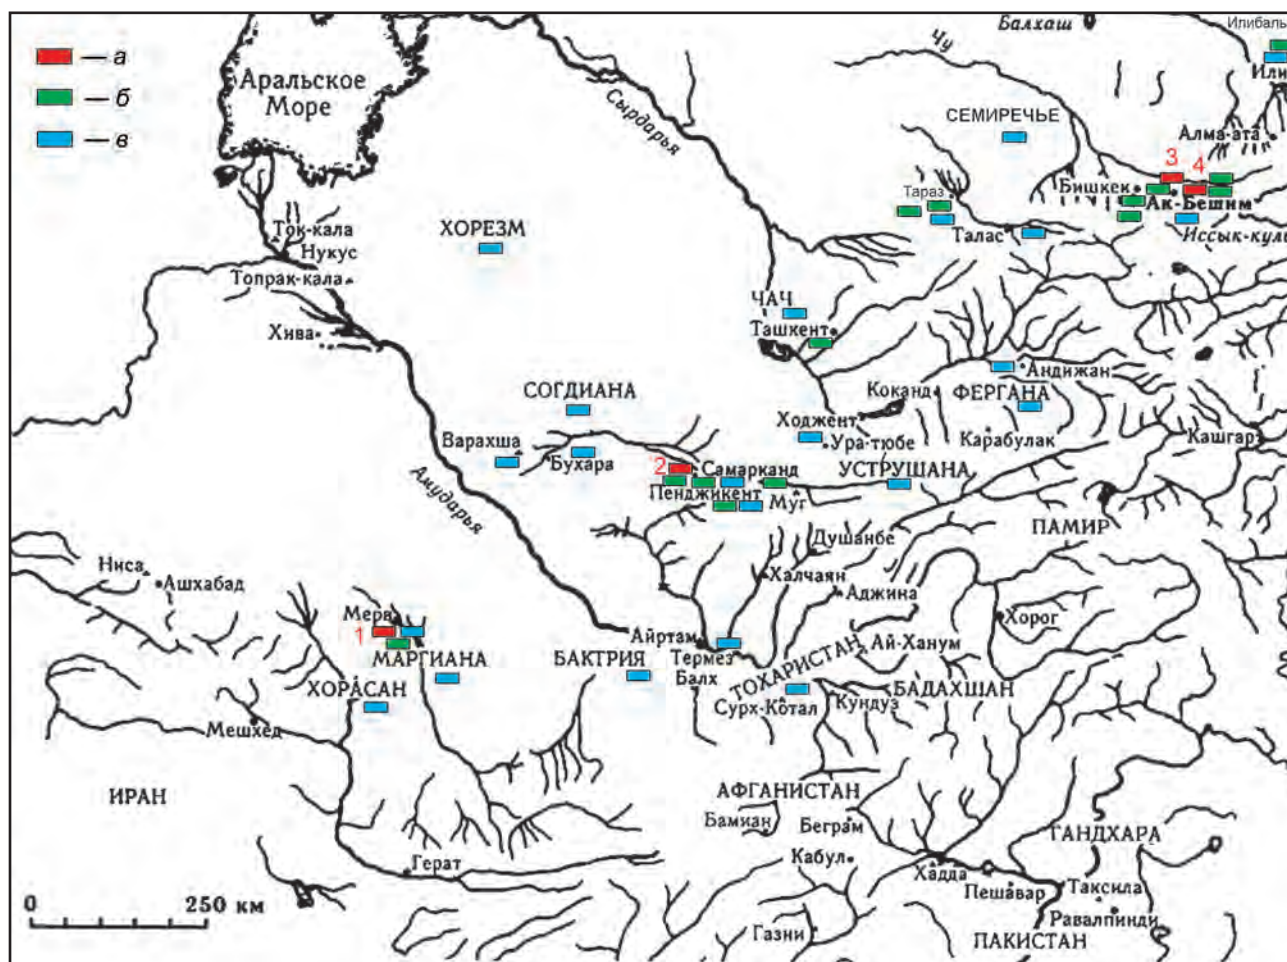 — а
— б
— в
Аральское
Море
Сырдарья
Чу
Балхаш
Илибалы
Или
СЕМИРЕЧЬЕ
Алма-ата
3
4
Бишкек
Ак-Бешим
Иссык-куль
Тараз
Талас
Ток-кала
Нукус
ХОРЕЗМ
Топрак-кала
Хива
ЧАЧ
Ташкент
Андижан
СОГДИАНА
Коканд
ФЕРГАНА
Ходжент
Ура-тюбе
Карабулак
Кашгар
Варахша
Бухара
2
Самарканд
УСТРУШАНА
Пенджикент
Муг
Амударья
ПАМИР
Душанбе
Ниса
Ашхабад
Халчаян
Аджина
Мерв
1
Хорог
Айртам
Ай-Ханум
МАРГИАНА
БАКТРИЯ
Термез
Балх
ТОХАРИСТАН
БАДАХШАН
ХОРАСАН
Сурх-Котал
Кундуз
Мешхед
ИРАН
АФГАНИСТАН
Бамиан
Беграм
ГАНДХАРА
Герат
Кабул
Хадда
Пешавар
Таксила
0
250 км
Равалпинди
Газни
ПАКИСТАН